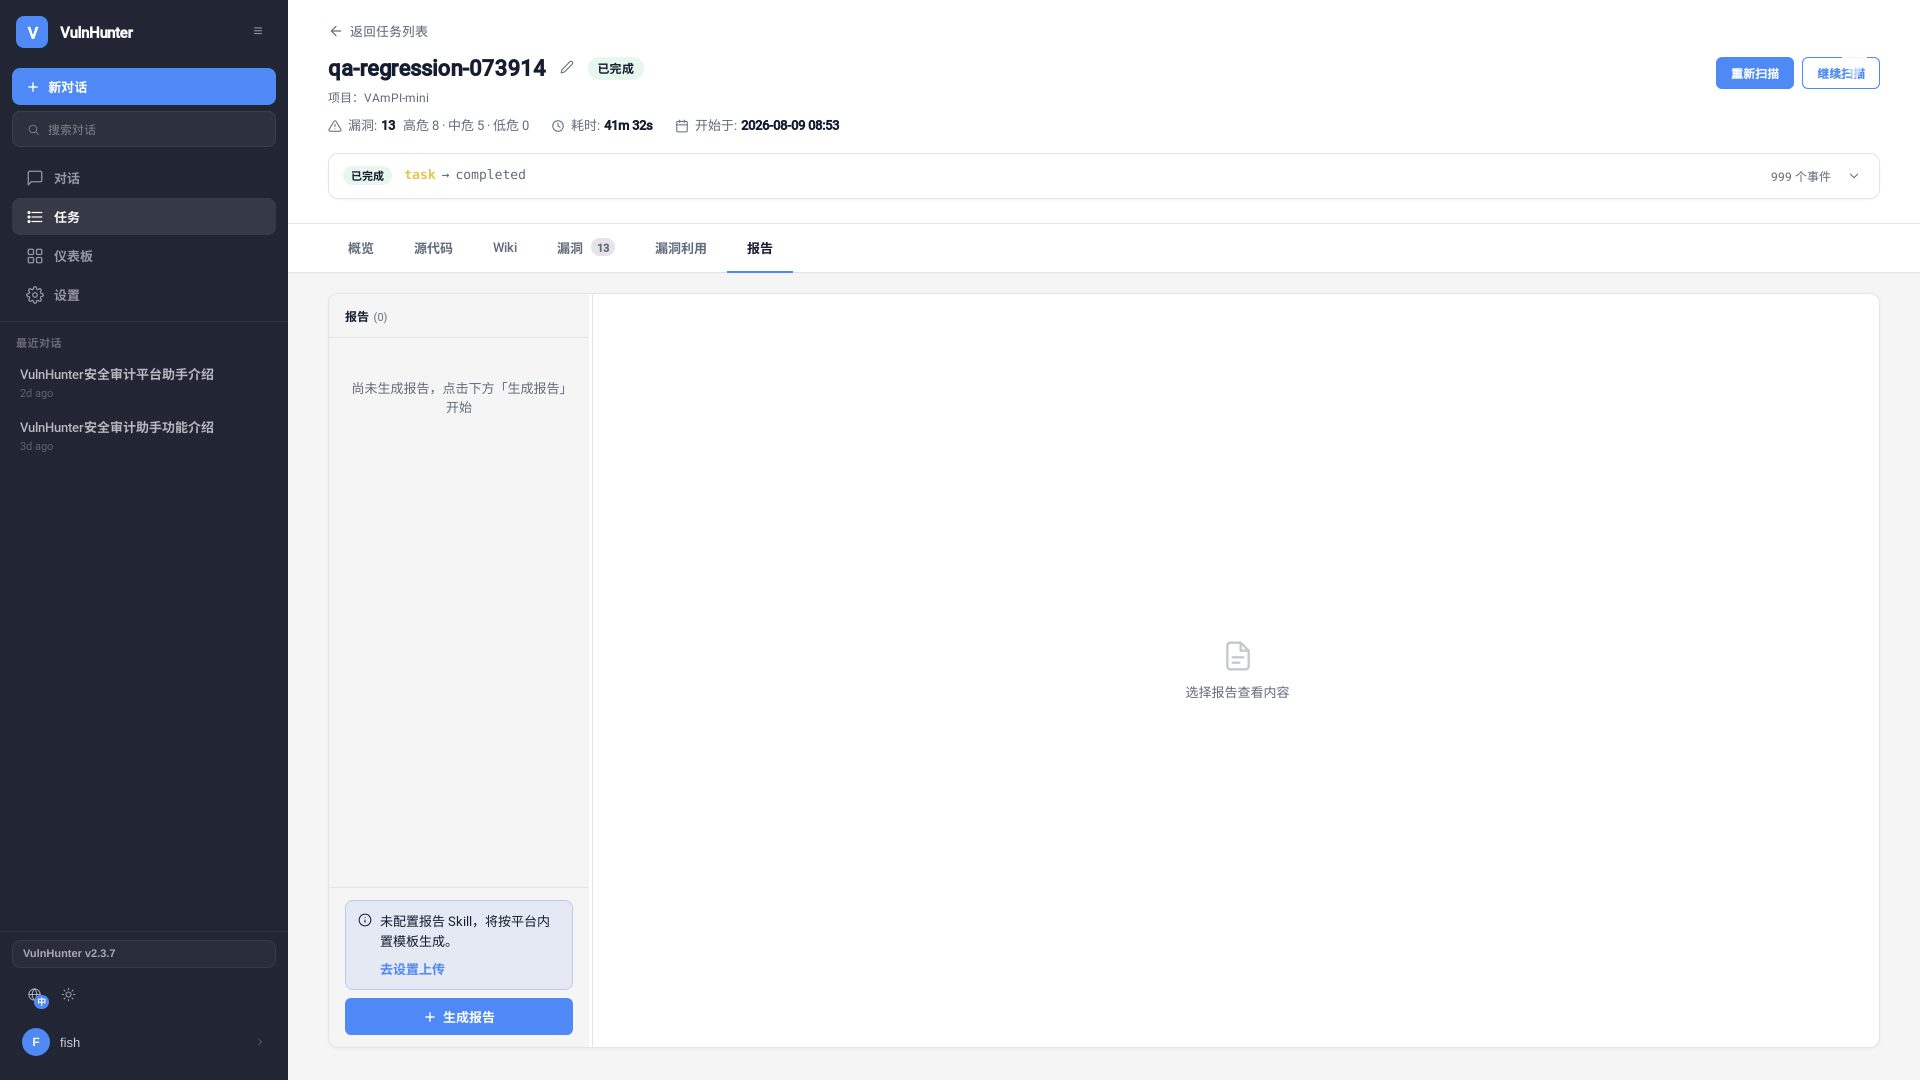 V VulnHunter
新对话
搜索对话
对话
任务
仪表板
设置
最近对话
VulnHunter安全审计平台助手介绍
2d ago
VulnHunter安全审计助手功能介绍
3d ago
VulnHunter v2.3.7
中
F fish
返回任务列表
qa-regression-073914 已完成
重新扫描 继续扫描
项目：VAmPI-mini
漏洞: 13 高危 8 · 中危 5 · 低危 0 耗时: 41m 32s 开始于: 2026-08-09 08:53
已完成 task → completed 999 个事件
概览 源代码 Wiki 漏洞 13 漏洞利用 报告
报告 (0)
尚未生成报告，点击下方「生成报告」
开始
选择报告查看内容
未配置报告 Skill，将按平台内
置模板生成。
去设置上传
生成报告